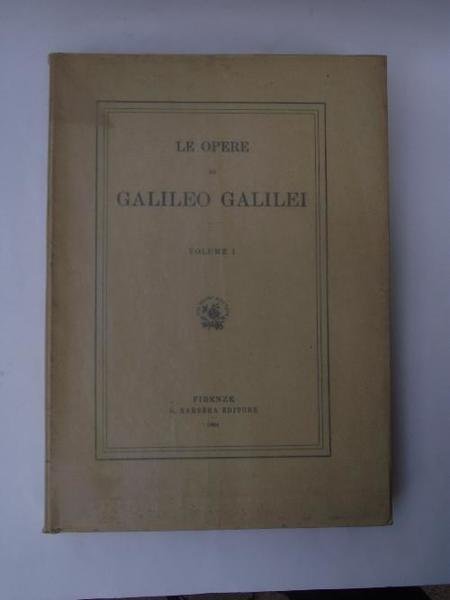 LE OPERE
DI
GALILEO GALILEI
VOLUME I
FIRENZE
G. BARBÈRA EDITORE